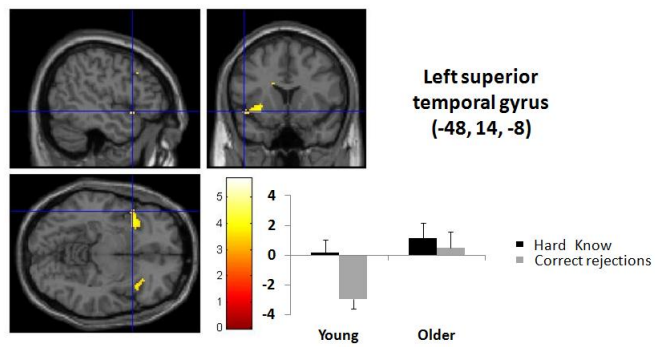 Left superior
temporal gyrus
(-48, 14, -8)
5
4
3
2
1
0
4
2
0
-2
-4
Young Older
Hard Know
Correct rejections